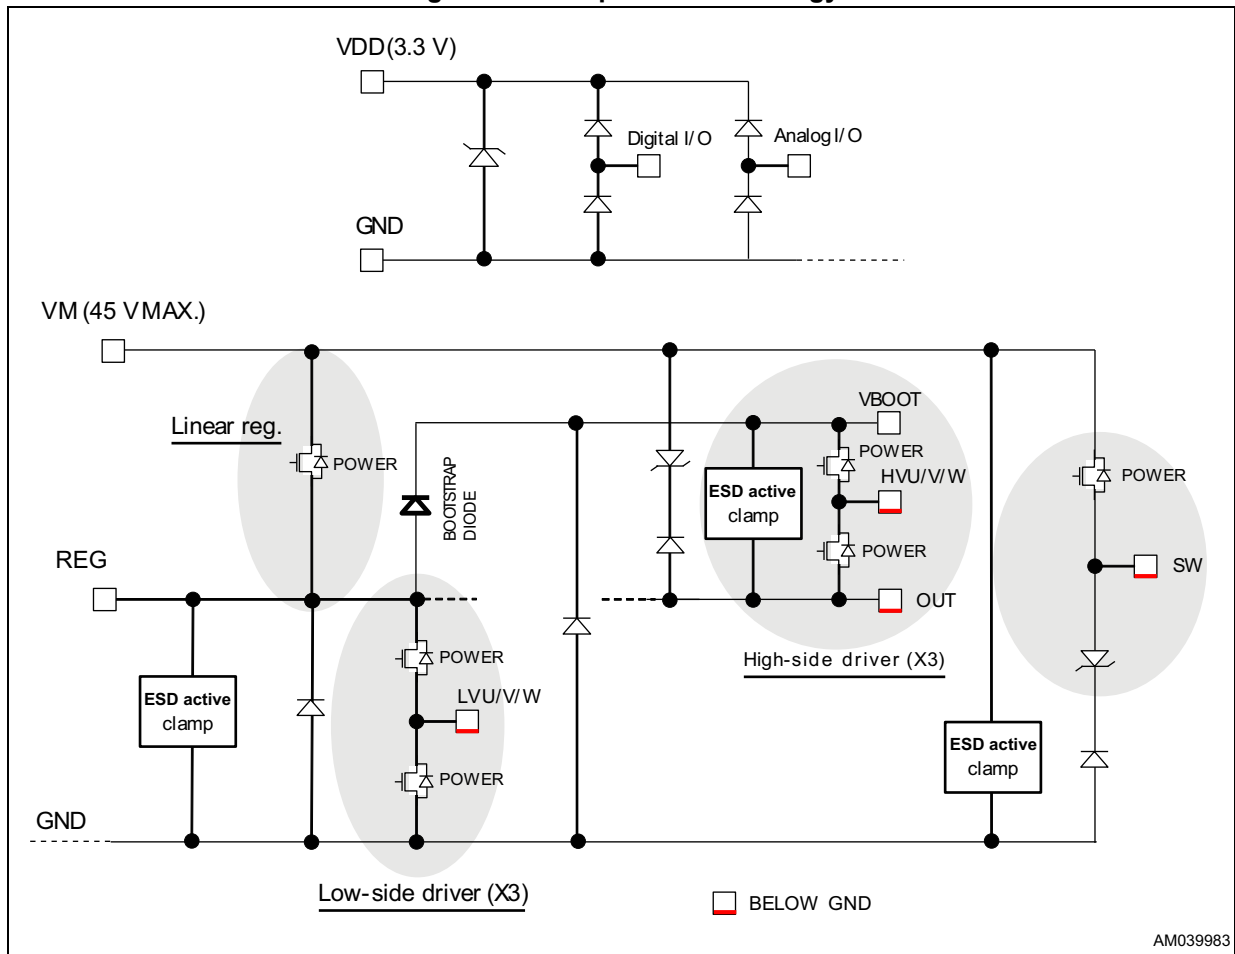 VDD(3.3 V)
Digital I/O
Analog I/O
GND
VM (45 V MAX.)
Linear reg.
POWER
BOOTSTRAP
DIODE
VBOOT
POWER
ESD active
clamp
HVU/V/W
POWER
POWER
REG
OUT
SW
High-side driver (X3)
POWER
ESD active
clamp
LVU/V/W
POWER
ESD active
clamp
GND
Low-side driver (X3)
BELOW GND
AM039983